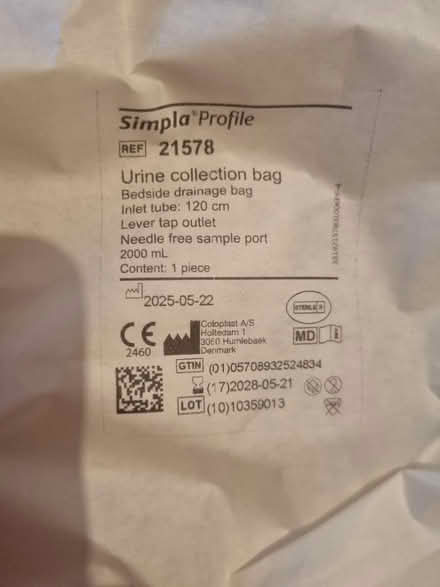 Simpla® Profile
REF 21578
Urine collection bag
Bedside drainage bag
Inlet tube: 120 cm
Lever tap outlet
Needle free sample port
2000 mL
Content: 1 piece
2025-05-22
STERILE R
CE
2460
Coloplast A/S
Holtedam 1
3050 Humlebaek
Denmark
MD
GTIN (01)05708932524834
(17)2028-05-21
LOT (10)10359013